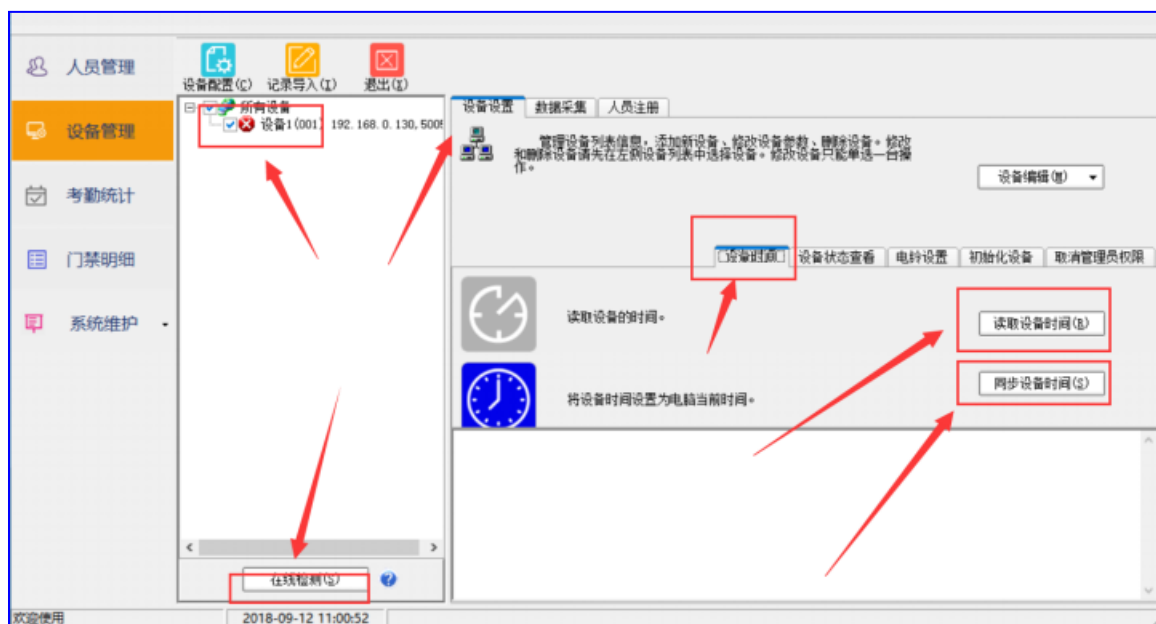 人员管理
设备管理
考勤统计
门禁明细
系统维护
设备配置(C) 记录导入(I) 退出(X)
所有设备
设备1(001) 192.168.0.130,5005
在线检测(S)
设备设置 数据采集 人员注册
管理设备列表信息，添加新设备、修改设备参数、删除设备。修改
和删除设备请先在左侧设备列表中选择设备。修改设备只能单选一台操
作。
设备编辑(M)
设备时间 设备状态查看 电铃设置 初始化设备 取消管理员权限
读取设备的时间。
读取设备时间(R)
将设备时间设置为电脑当前时间。
同步设备时间(S)
欢迎使用 2018-09-12 11:00:52